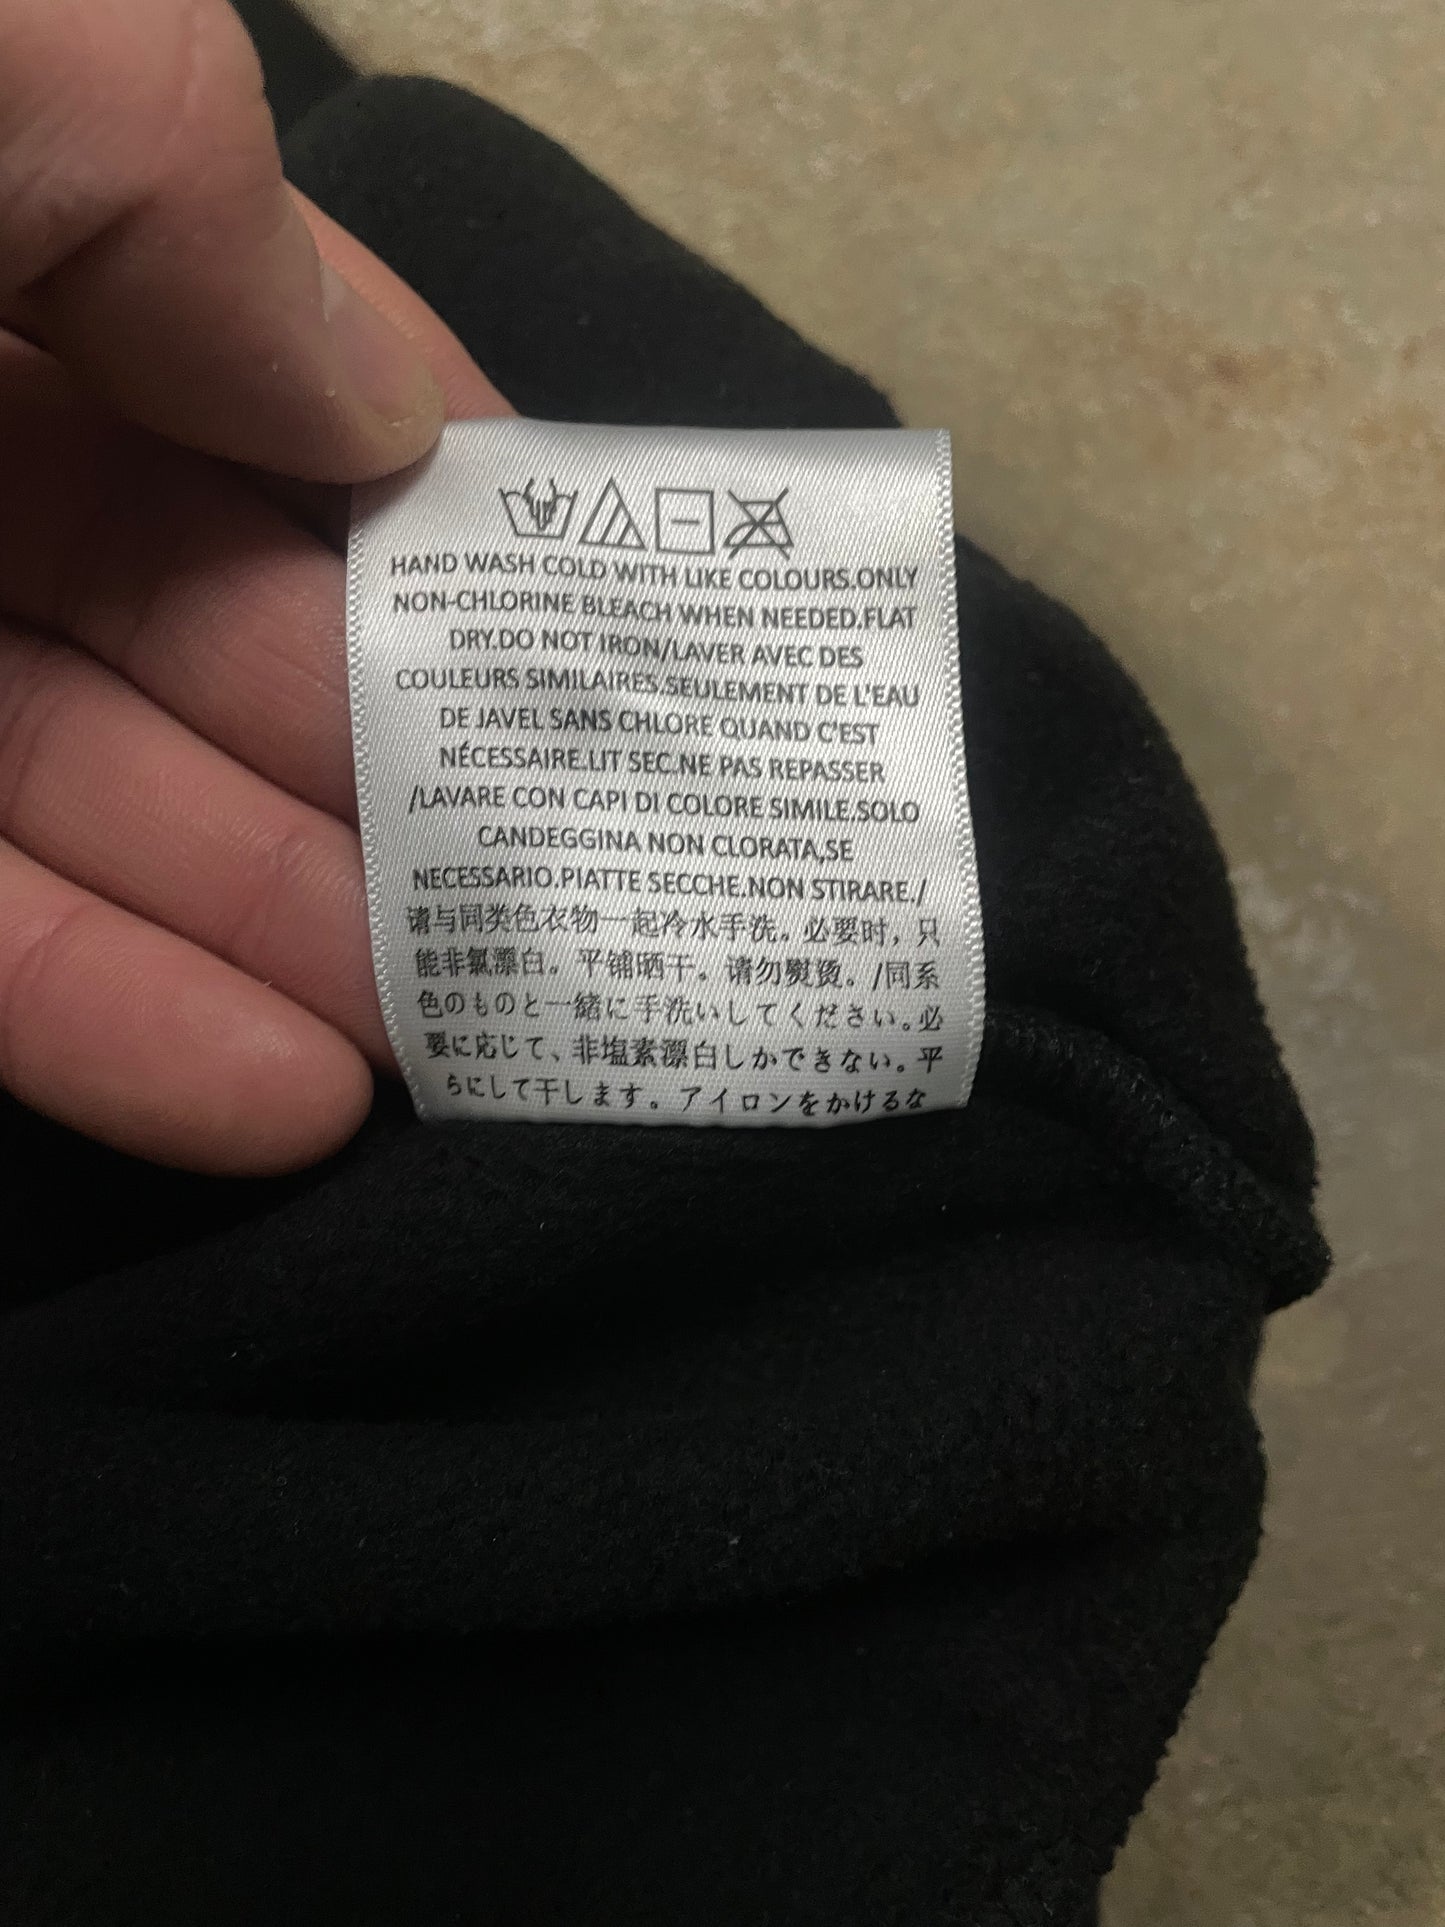 HAND WASH COLD WITH LIKE COLOURS.ONLY
NON-CHLORINE BLEACH WHEN NEEDED.FLAT
DRY.DO NOT IRON/LAVER AVEC DES
COULEURS SIMILAIRES.SEULEMENT DE L'EAU
DE JAVEL SANS CHLORE QUAND C'EST
NÉCESSAIRE.LIT SEC.NE PAS REPASSER
/LAVARE CON CAPI DI COLORE SIMILE.SOLO
CANDEGGINA NON CLORATA,SE
NECESSARIO.PIATTE SECCHE.NON STIRARE./
请与同类色衣物一起冷水手洗。必要时，只
能非氯漂白。平铺晒干。请勿熨烫。/同系
色のものと一緒に手洗いしてください。必
要に応じて、非塩素漂白しかできない。平
らにして干します。アイロンをかけるな